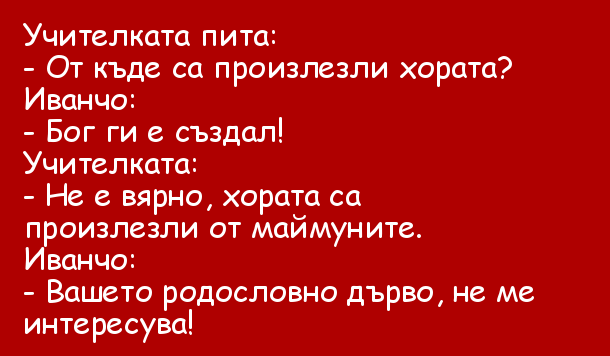 Учителката пита:
- От къде са произлезли хората?
Иванчо:
- Бог ги е създал!
Учителката:
- Не е вярно, хората са
произлезли от маймуните.
Иванчо:
- Вашето родословно дърво, не ме
интересува!